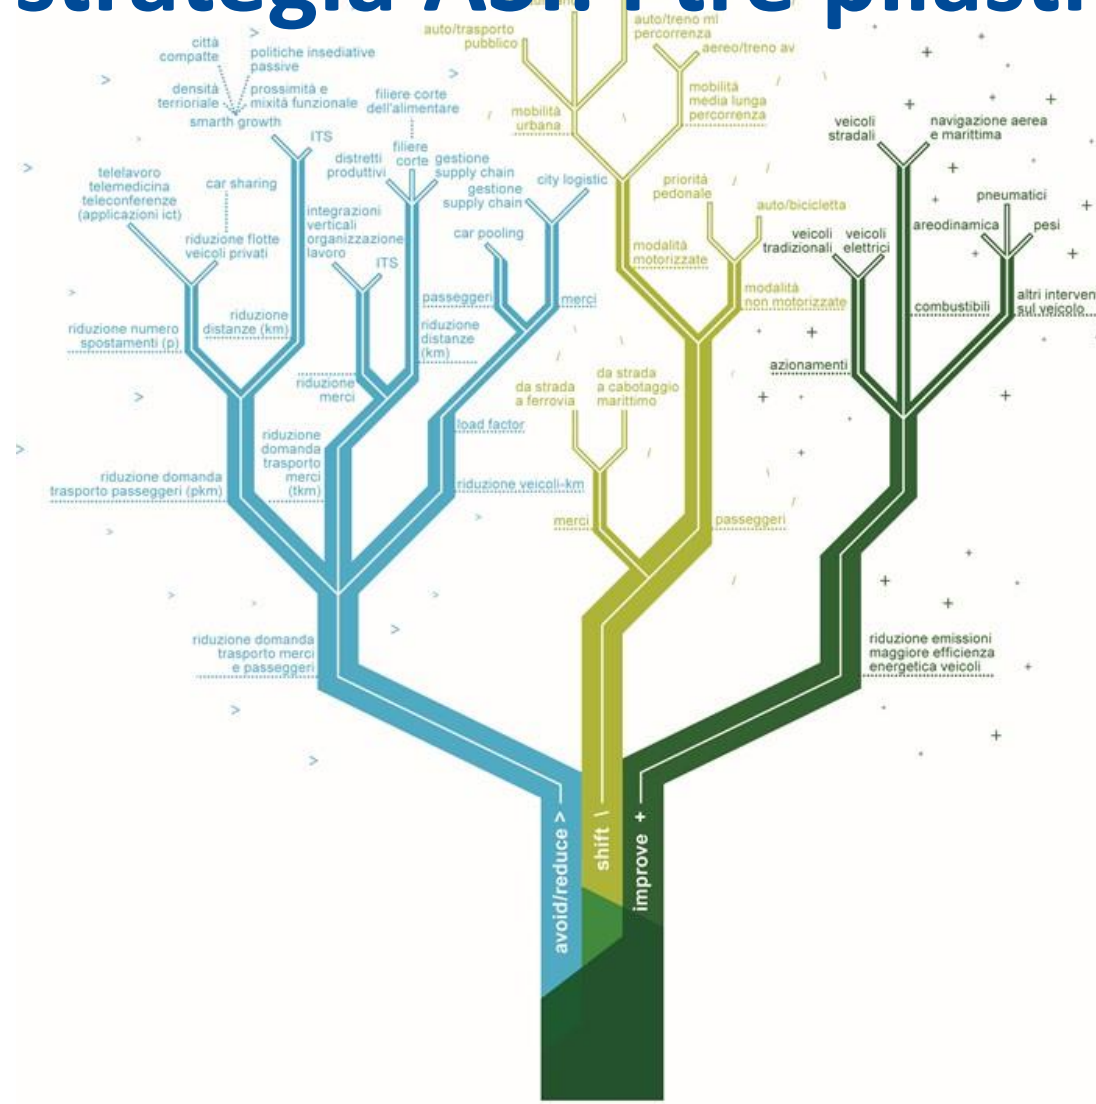 strategia ASI: i tre pilastri
auto/trasporto
pubblico
auto/treno ml
percorrenza
aereo/treno av
mobilità
urbana
mobilità
media lunga
percorrenza
città
compatte
politiche insediative
passive
densità
terrioriale
prossimità e
mixità funzionale
smarth growth
ITS
filiere corte
dell'alimentare
filiere
corte
distretti
produttivi
gestione
supply chain
telelavoro
telemedicina
teleconferenze
(applicazioni ict)
car sharing
riduzione flotte
veicoli privati
integrazioni
verticali
organizzazione
lavoro
ITS
gestione
supply chain
city logistic
car pooling
passeggeri
merci
riduzione numero
spostamenti (p)
riduzione
distanze (km)
riduzione
distanze
(km)
riduzione
merci
load factor
riduzione
domanda
trasporto
merci
(tkm)
riduzione domanda
trasporto passeggeri (pkm)
riduzione veicoli-km
riduzione domanda
trasporto merci
e passeggeri
priorità
pedonale
auto/bicicletta
modalità
motorizzate
modalità
non motorizzate
da strada
a ferrovia
da strada
a cabotaggio
marittimo
merci
passeggeri
veicoli
stradali
navigazione aerea
e marittima
pneumatici
areodinamica
pesi
veicoli
tradizionali
veicoli
elettrici
combustibili
altri interven
sul veicolo
azionamenti
riduzione emissioni
maggiore efficienza
energetica veicoli
avoid/reduce >
shift \
improve +